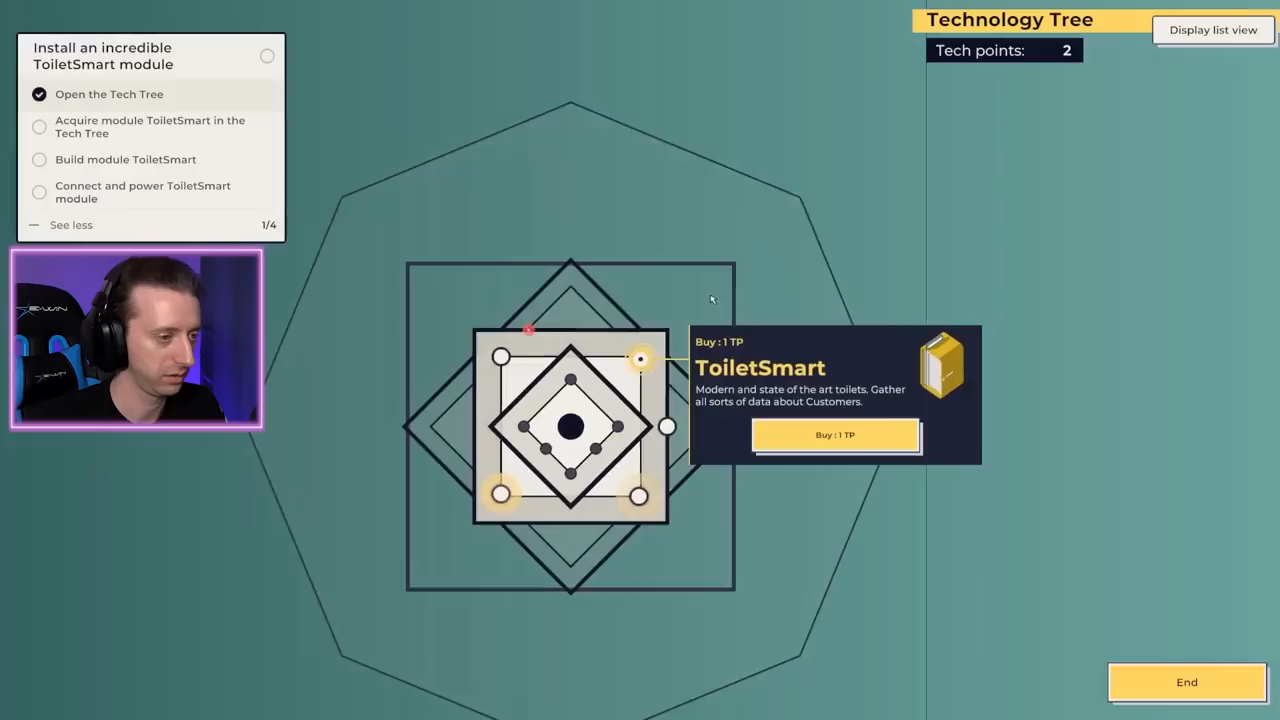 Technology Tree
Display list view
Tech points: 2
Install an incredible
ToiletSmart module
Open the Tech Tree
Acquire module ToiletSmart in the
Tech Tree
Build module ToiletSmart
Connect and power ToiletSmart
module
See less 1/4
Buy : 1 TP
ToiletSmart
Modern and state of the art toilets. Gather
all sorts of data about Customers.
Buy : 1 TP
End